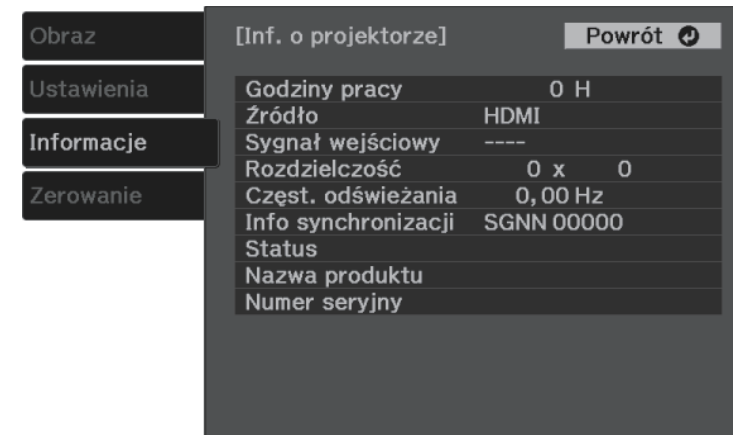 Obraz
Ustawienia
Informacje
Zerowanie
[Inf. o projektorze]
Powrót
Godziny pracy 0 H
Źródło HDMI
Sygnał wejściowy ----
Rozdzielczość 0 x 0
Częst. odświeżania 0,00 Hz
Info synchronizacji SGNN 00000
Status
Nazwa produktu
Numer seryjny